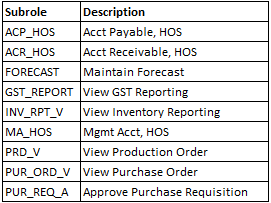 Subrole Description
ACP_HOS Acct Payable, HOS
ACR_HOS Acct Receivable, HOS
FORECAST Maintain Forecast
GST_REPORT View GST Reporting
INV_RPT_V View Inventory Reporting
MA_HOS Mgmt Acct, HOS
PRD_V View Production Order
PUR_ORD_V View Purchase Order
PUR_REQ_A Approve Purchase Requisition